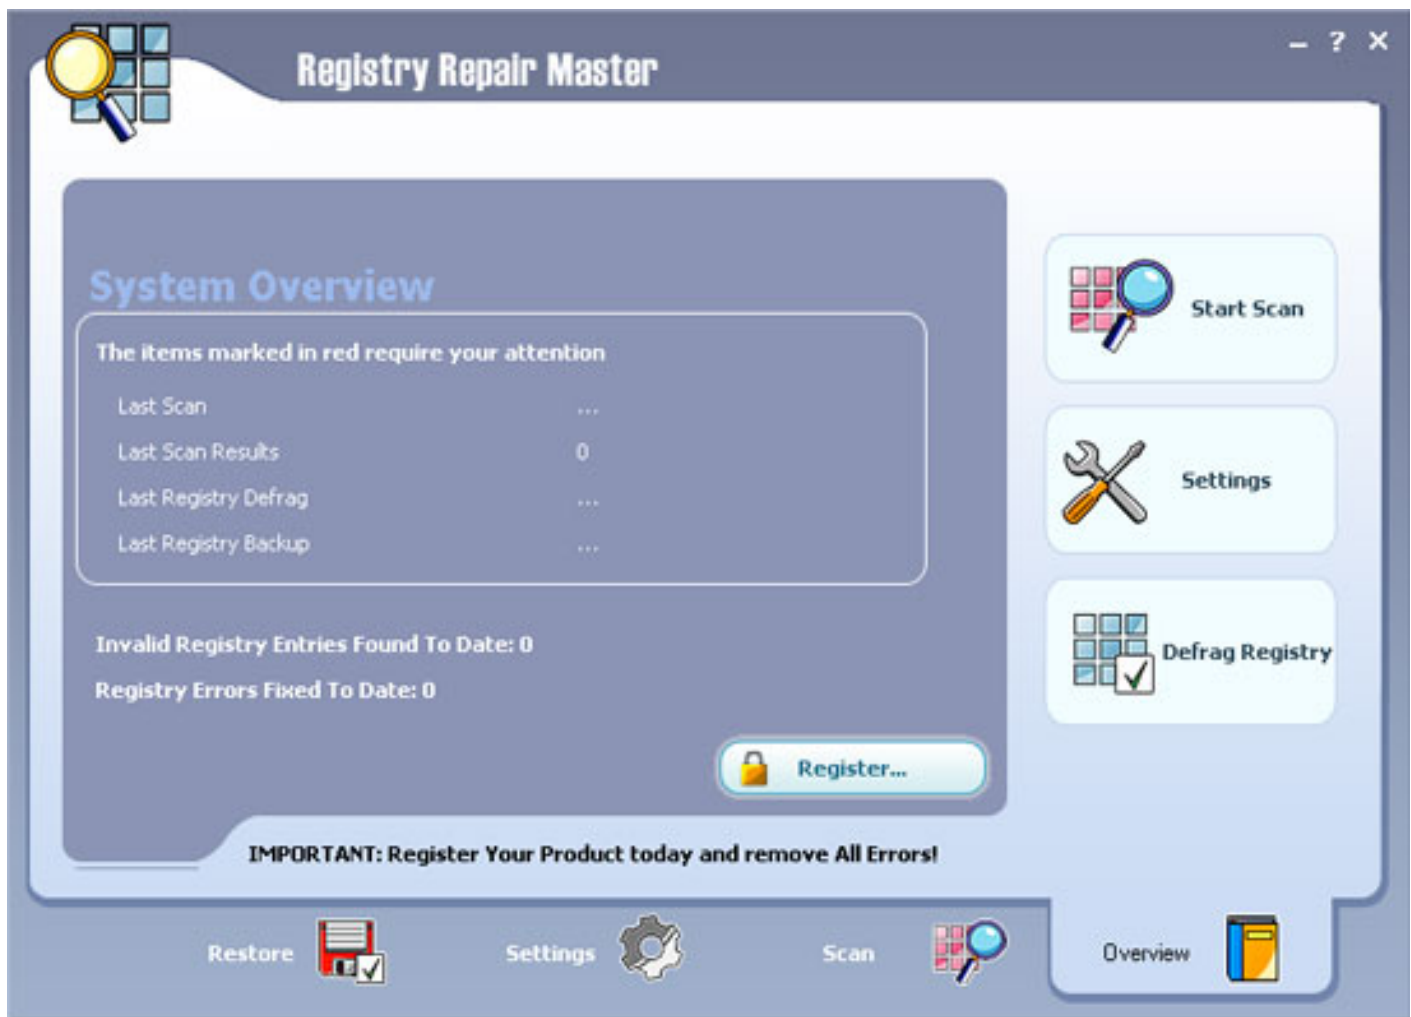 Registry Repair Master
– ? X
System Overview
The items marked in red require your attention
Last Scan ...
Last Scan Results 0
Last Registry Defrag ...
Last Registry Backup ...
Invalid Registry Entries Found To Date: 0
Registry Errors Fixed To Date: 0
Register...
IMPORTANT: Register Your Product today and remove All Errors!
Start Scan
Settings
Defrag Registry
Restore
Settings
Scan
Overview